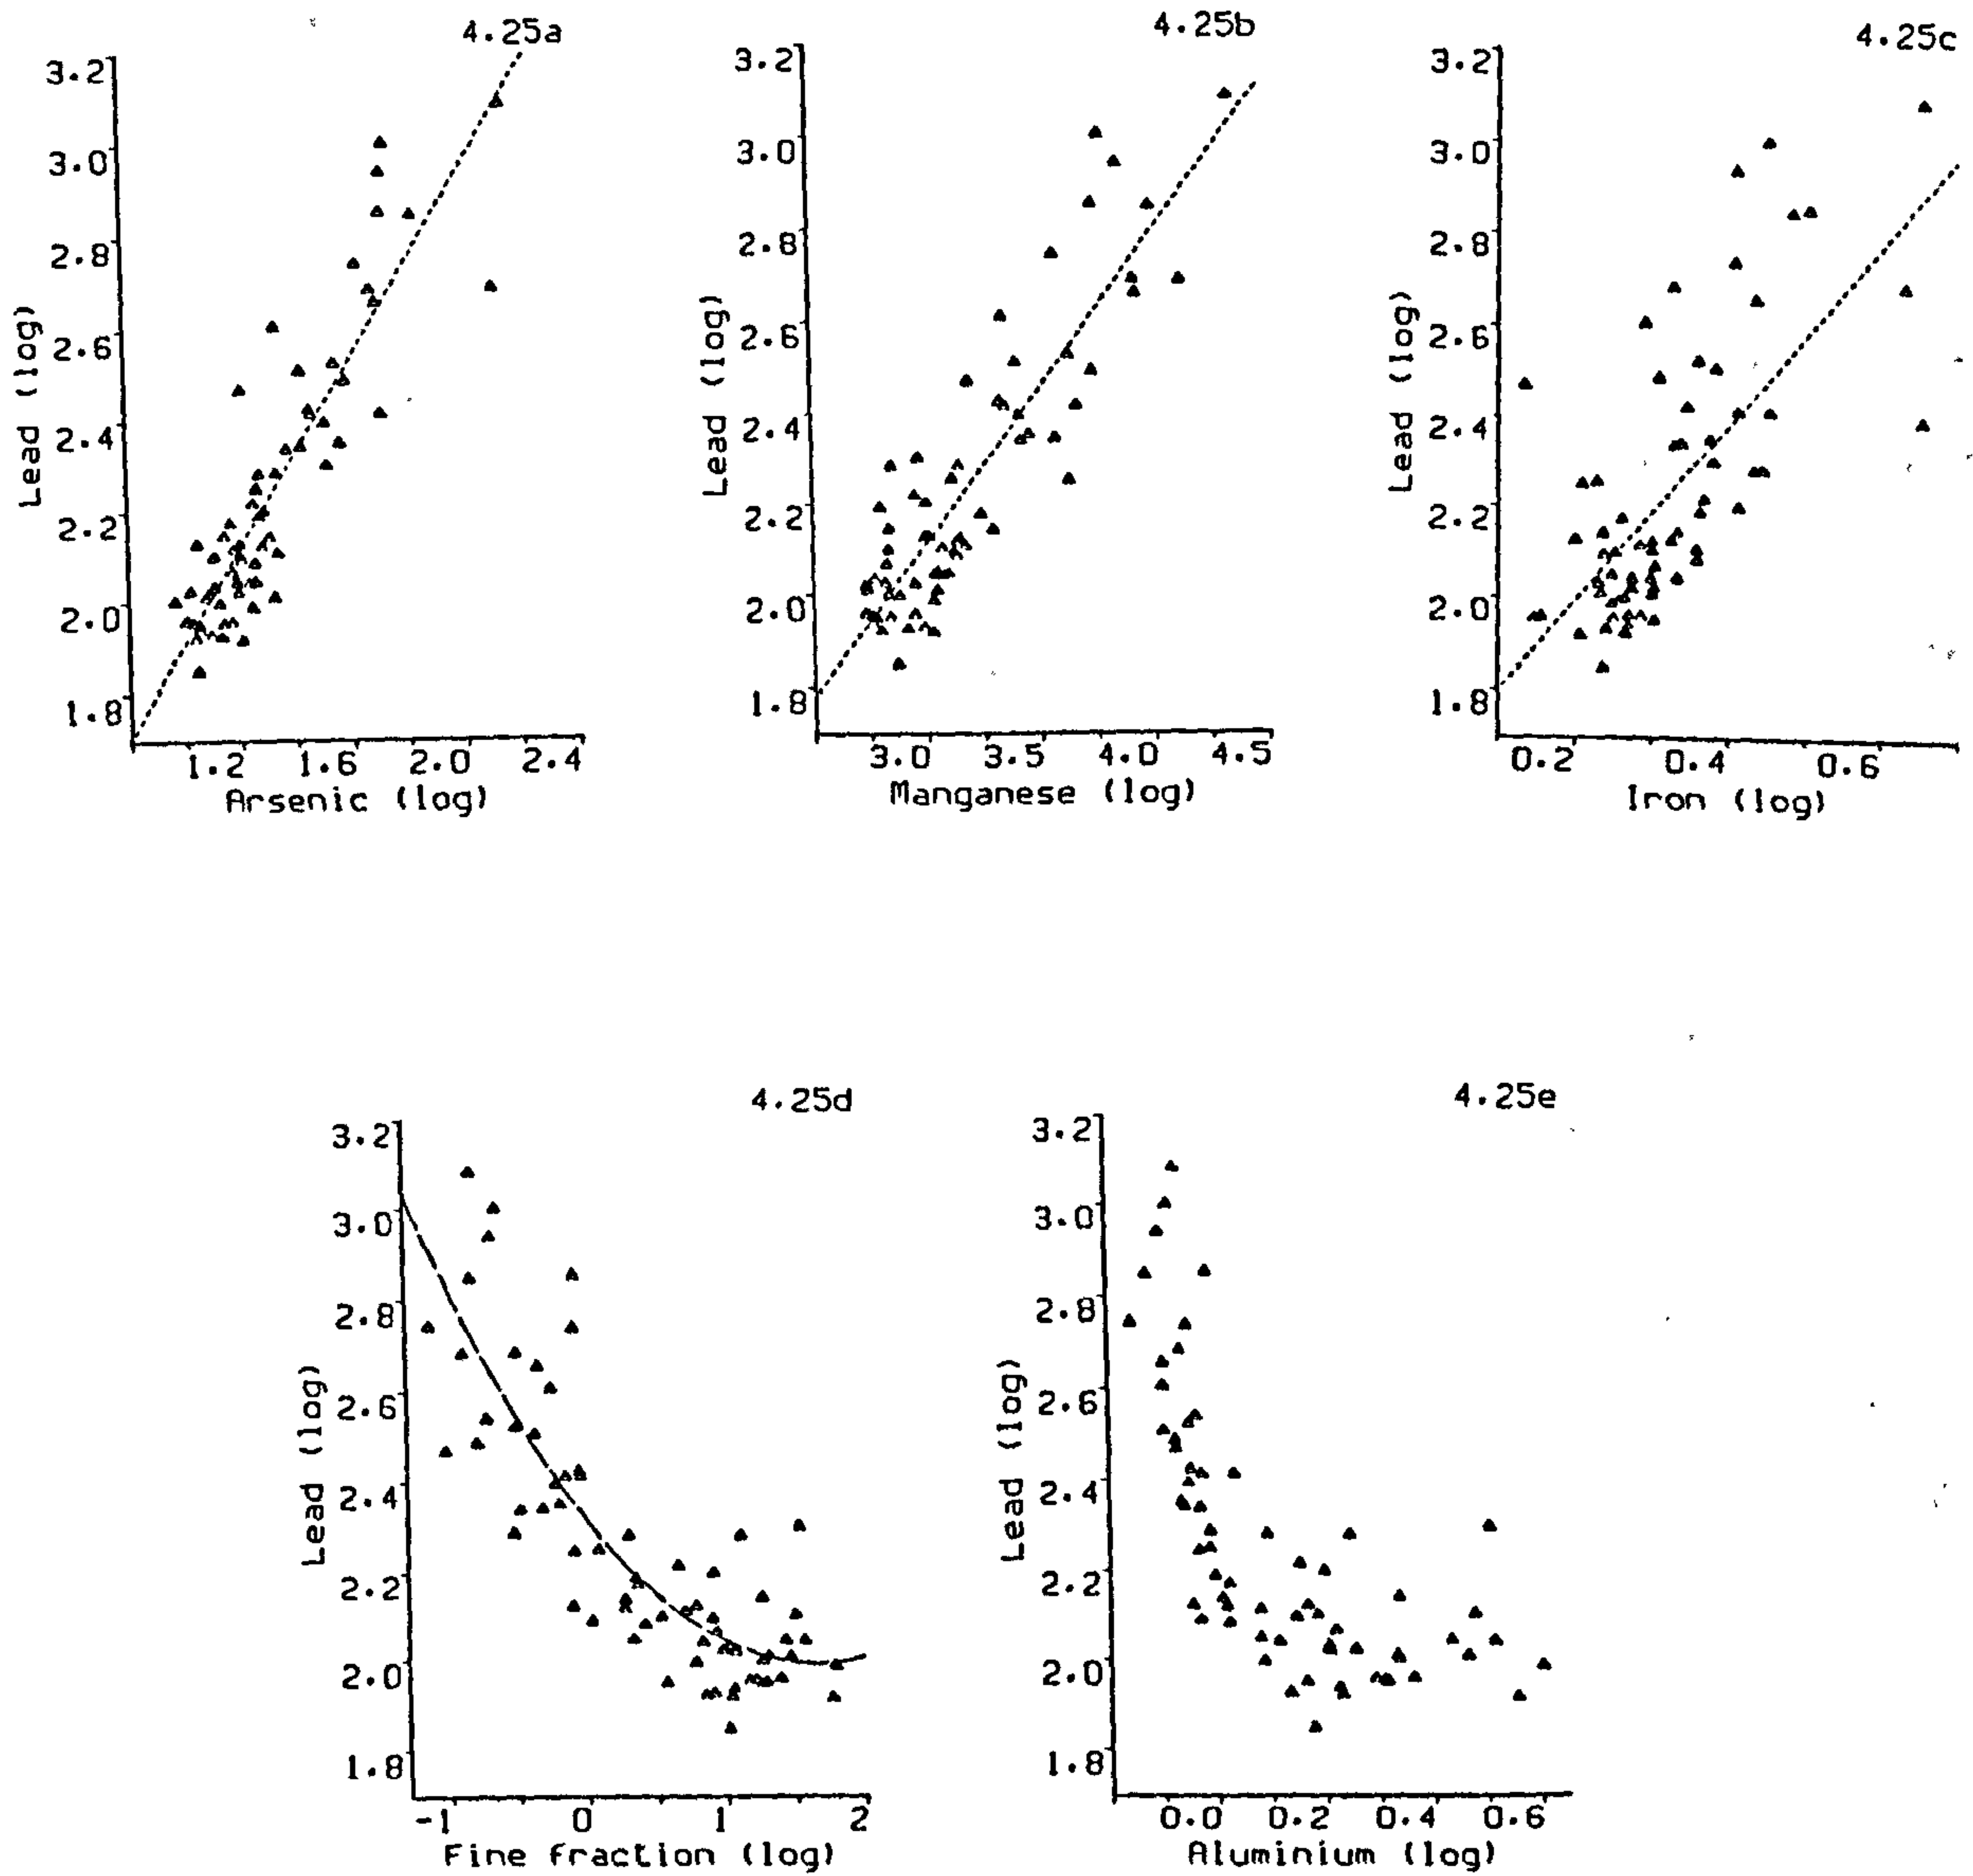 4.25a
3.2
3.0
2.8
2.6
2.4
2.2
2.0
1.8
Lead (log)
1.2 1.6 2.0 2.4
Arsenic (log)
4.25b
3.2
3.0
2.8
2.6
2.4
2.2
2.0
1.8
Lead (log)
3.0 3.5 4.0 4.5
Manganese (log)
4.25c
3.2
3.0
2.8
2.6
2.4
2.2
2.0
1.8
Lead (log)
0.2 0.4 0.6
Iron (log)
4.25d
3.2
3.0
2.8
2.6
2.4
2.2
2.0
1.8
Lead (log)
-1 0 1 2
Fine fraction (log)
4.25e
3.2
3.0
2.8
2.6
2.4
2.2
2.0
1.8
Lead (log)
0.0 0.2 0.4 0.6
Aluminium (log)